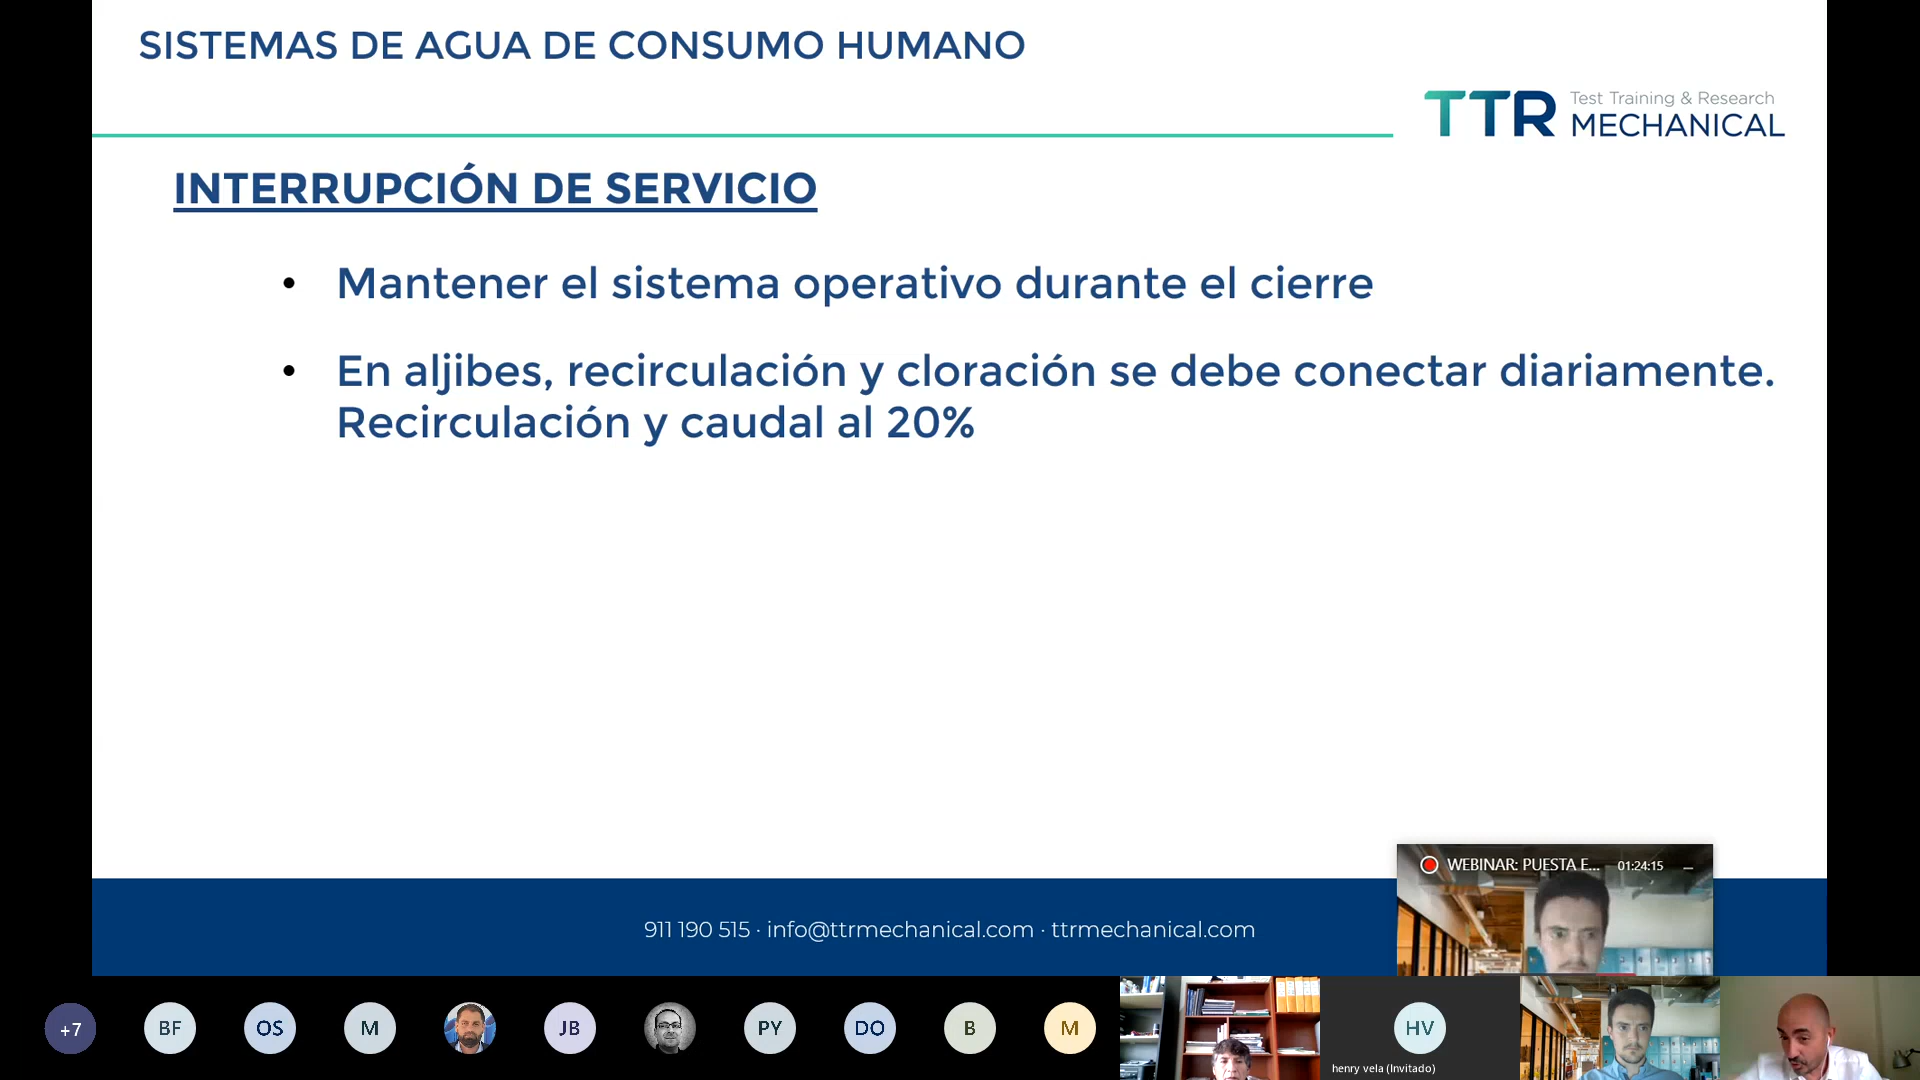 SISTEMAS DE AGUA DE CONSUMO HUMANO
TTR Test Training & Research
MECHANICAL
INTERRUPCIÓN DE SERVICIO
• Mantener el sistema operativo durante el cierre
• En aljibes, recirculación y cloración se debe conectar diariamente.
Recirculación y caudal al 20%
WEBINAR: PUESTA E... 01:24:15
911 190 515 · info@ttrmechanical.com · ttrmechanical.com
+7 BF OS M JB PY DO B M HV
henry vela (Invitado)